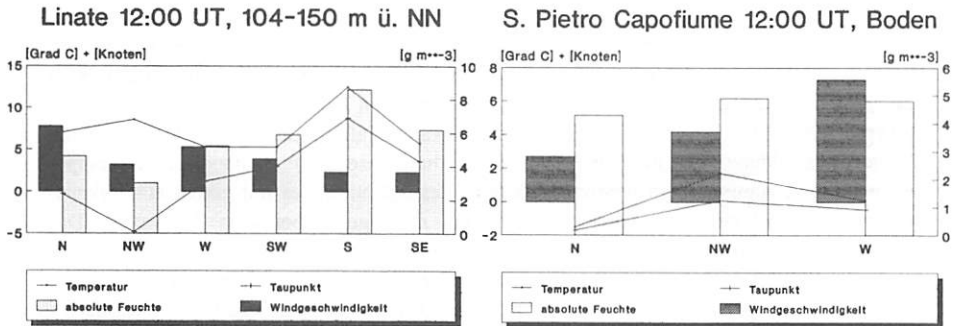 Linate 12:00 UT, 104-150 m ü. NN
[Grad C] + [Knoten] [g m**-3]
15 10
10 8
5 6
0 4
-5 2
0
N NW W SW S SE
Temperatur Taupunkt
absolute Feuchte Windgeschwindigkeit
S. Pietro Capofiume 12:00 UT, Boden
[Grad C] + [Knoten] [g m**-3]
8 6
6 5
4 4
2 3
0 2
-2 1
0
N NW W
Temperatur Taupunkt
absolute Feuchte Windgeschwindigkeit